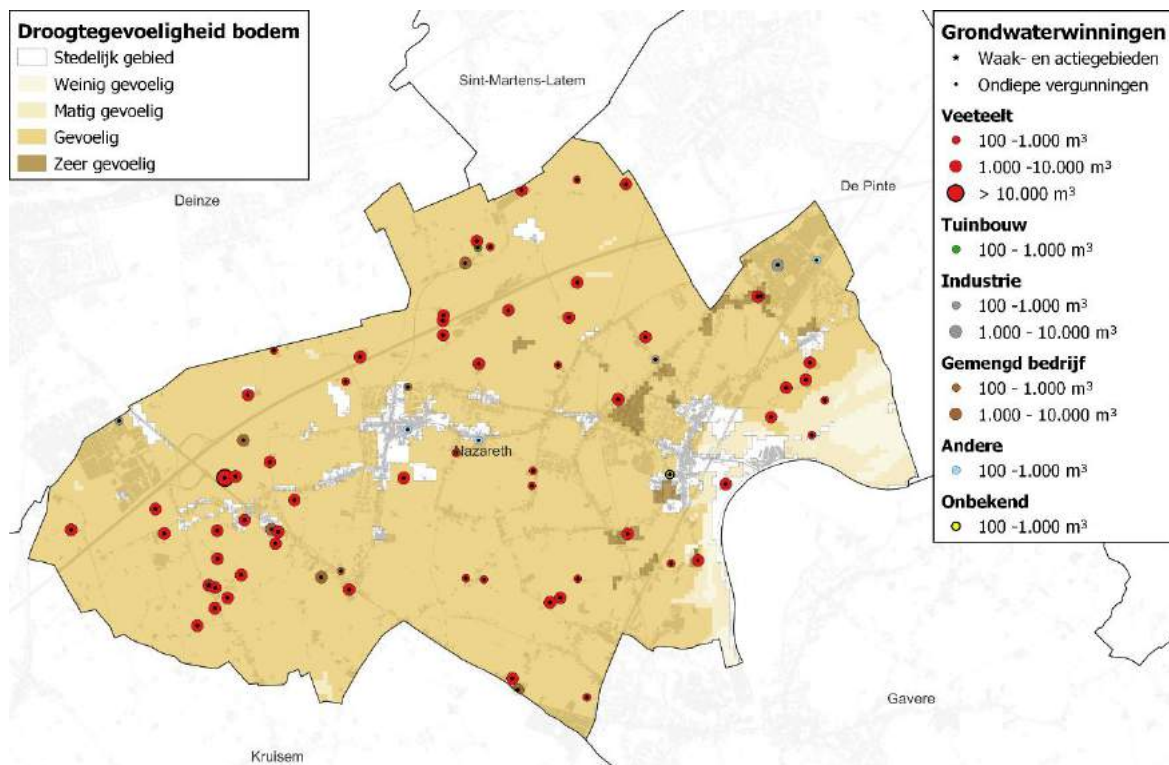 Droogtegevoeligheid bodem
Stedelijk gebied
Weinig gevoelig
Matig gevoelig
Gevoelig
Zeer gevoelig
Sint-Martens-Latem
Deinze
De Pinte
Nazareth
Gavere
Kruisem
Grondwaterwinningen
Waak- en actiegebieden
Ondiepe vergunningen
Veeteelt
100 -1.000 m³
1.000 -10.000 m³
> 10.000 m³
Tuinbouw
100 - 1.000 m³
Industrie
100 -1.000 m³
1.000 - 10.000 m³
Gemengd bedrijf
100 - 1.000 m³
1.000 - 10.000 m³
Andere
100 -1.000 m³
Onbekend
100 -1.000 m³